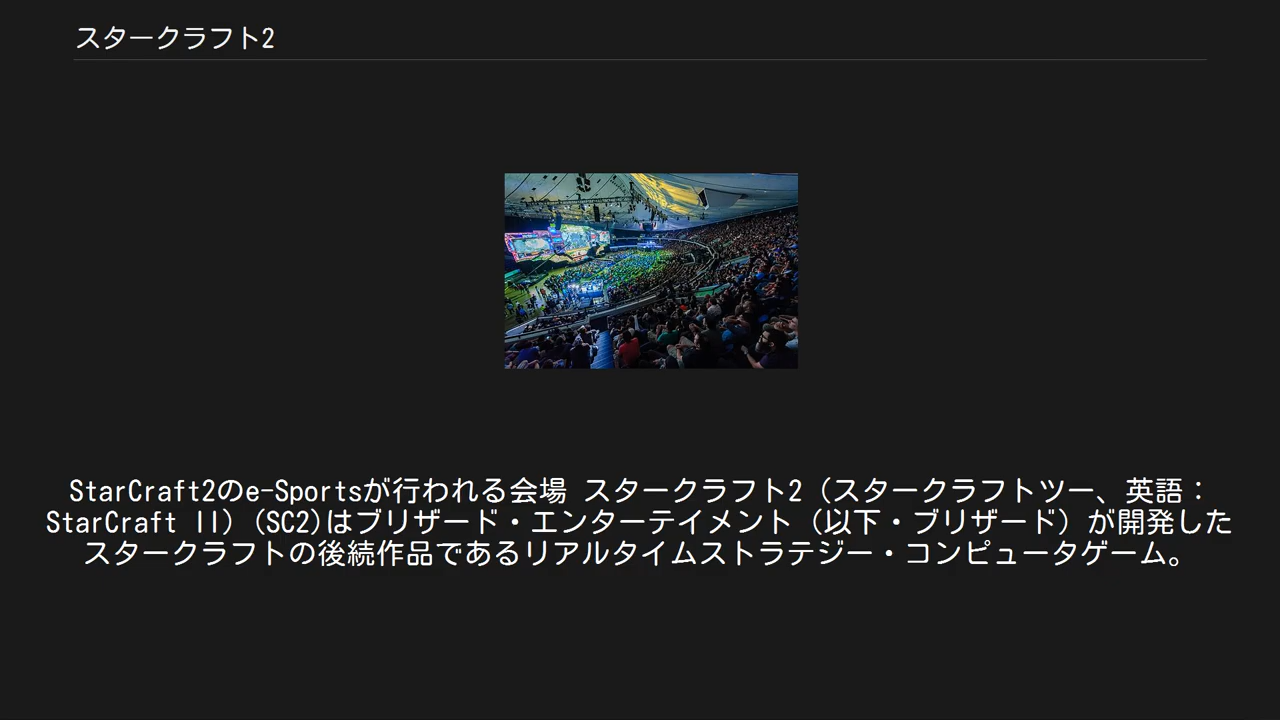 スタークラフト2
StarCraft2のe-Sportsが行われる会場 スタークラフト2（スタークラフトツー、英語：
StarCraft II）(SC2)はブリザード・エンターテイメント（以下・ブリザード）が開発した
スタークラフトの後続作品であるリアルタイムストラテジー・コンピュータゲーム。